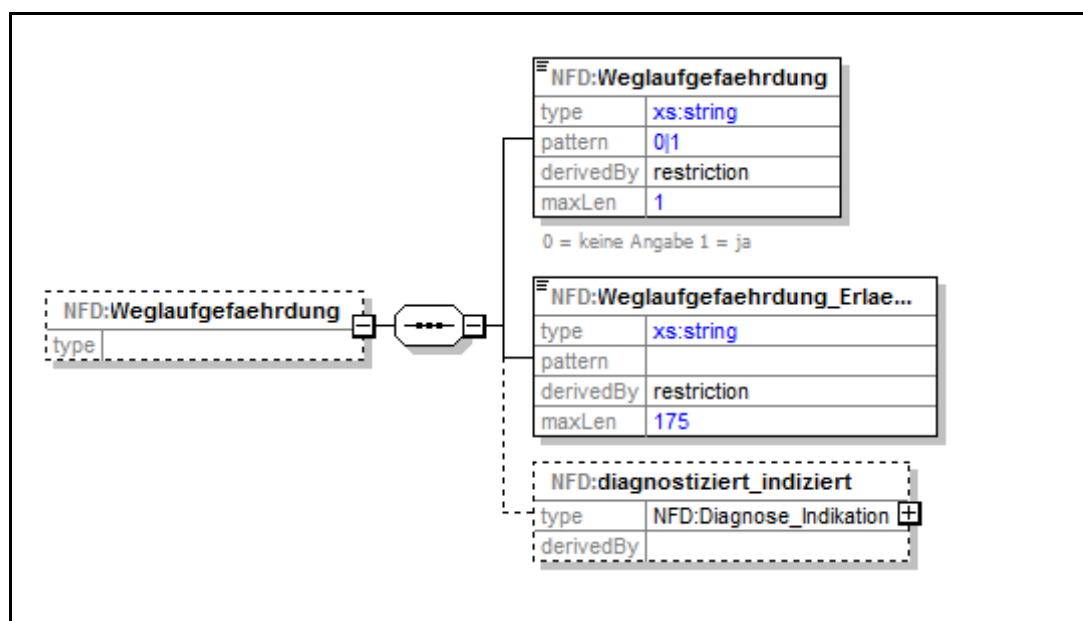 NFD:Weglaufgefaehrdung
type xs:string
pattern 0|1
derivedBy restriction
maxLen 1
0 = keine Angabe 1 = ja
NFD:Weglaufgefaehrdung
type
NFD:Weglaufgefaehrdung_Erlae...
type xs:string
pattern
derivedBy restriction
maxLen 175
NFD:diagnostiziert_indiziert
type NFD:Diagnose_Indikation
derivedBy